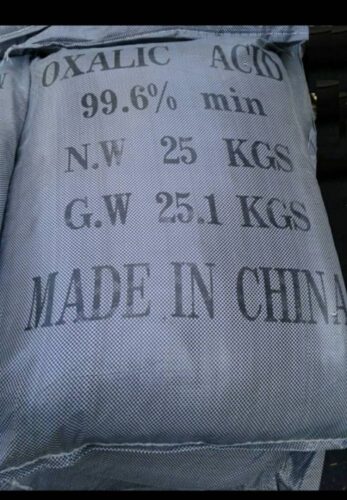 OXALIC ACID
99.6% min
N.W 25 KGS
G.W 25.1 KGS
MADE IN CHINA